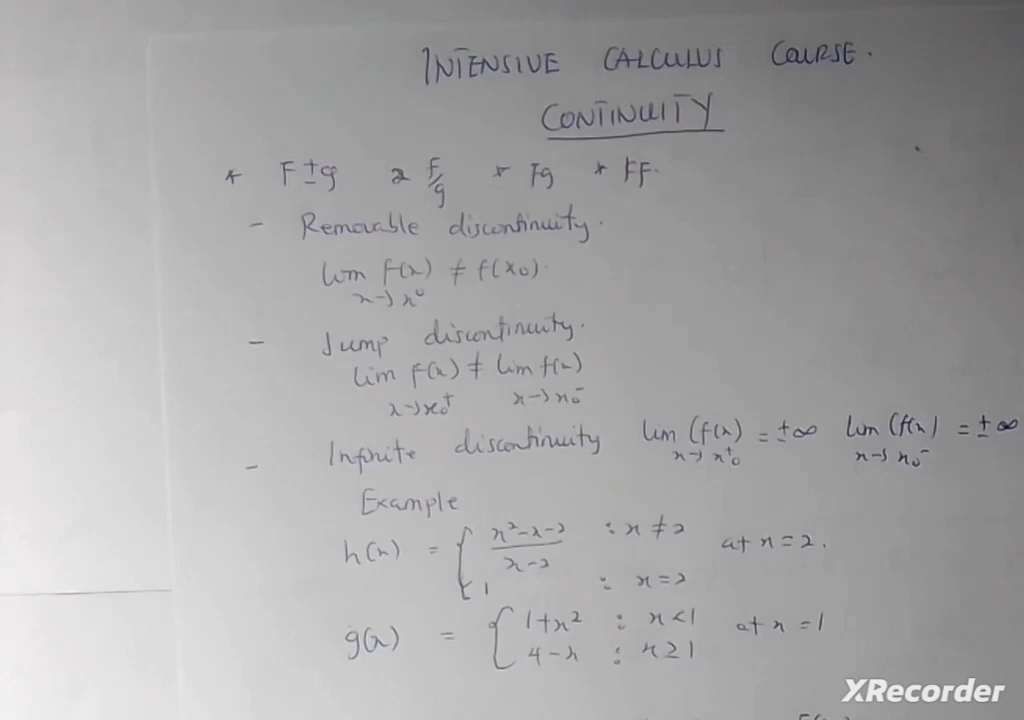 INTENSIVE CALCULUS COURSE.
CONTINUITY
* F ± g 2 F/g * Fg * FF.
- Removable discontinuity.
lim f(x) ≠ f(x0).
x→x0
- Jump discontinuity.
lim f(x) ≠ lim f(x)
x→x0+ x→x0-
- Infinite discontinuity lim (f(x) = ±∞ lim (f(x) = ±∞
x→x0+ x→x0-
Example
h(x) = { x²-x-2 / x-2 : x ≠ 2 at x = 2.
1 : x = 2
g(x) = { 1+x² : x < 1 at x = 1
4-x : x ≥ 1
XRecorder